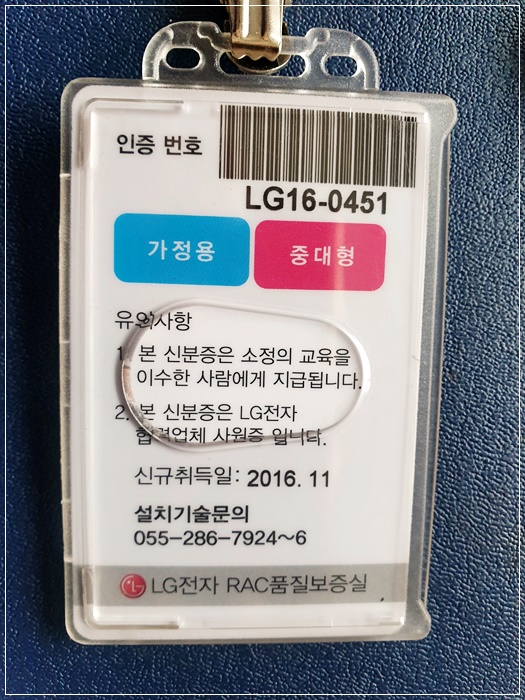 인증 번호
LG16-0451
가정용 중대형
유의사항
1. 본 신분증은 소정의 교육을
이수한 사람에게 지급됩니다.
2. 본 신분증은 LG전자
협력업체 사원증 입니다.
신규취득일: 2016. 11
설치기술문의
055-286-7924~6
LG전자 RAC품질보증실